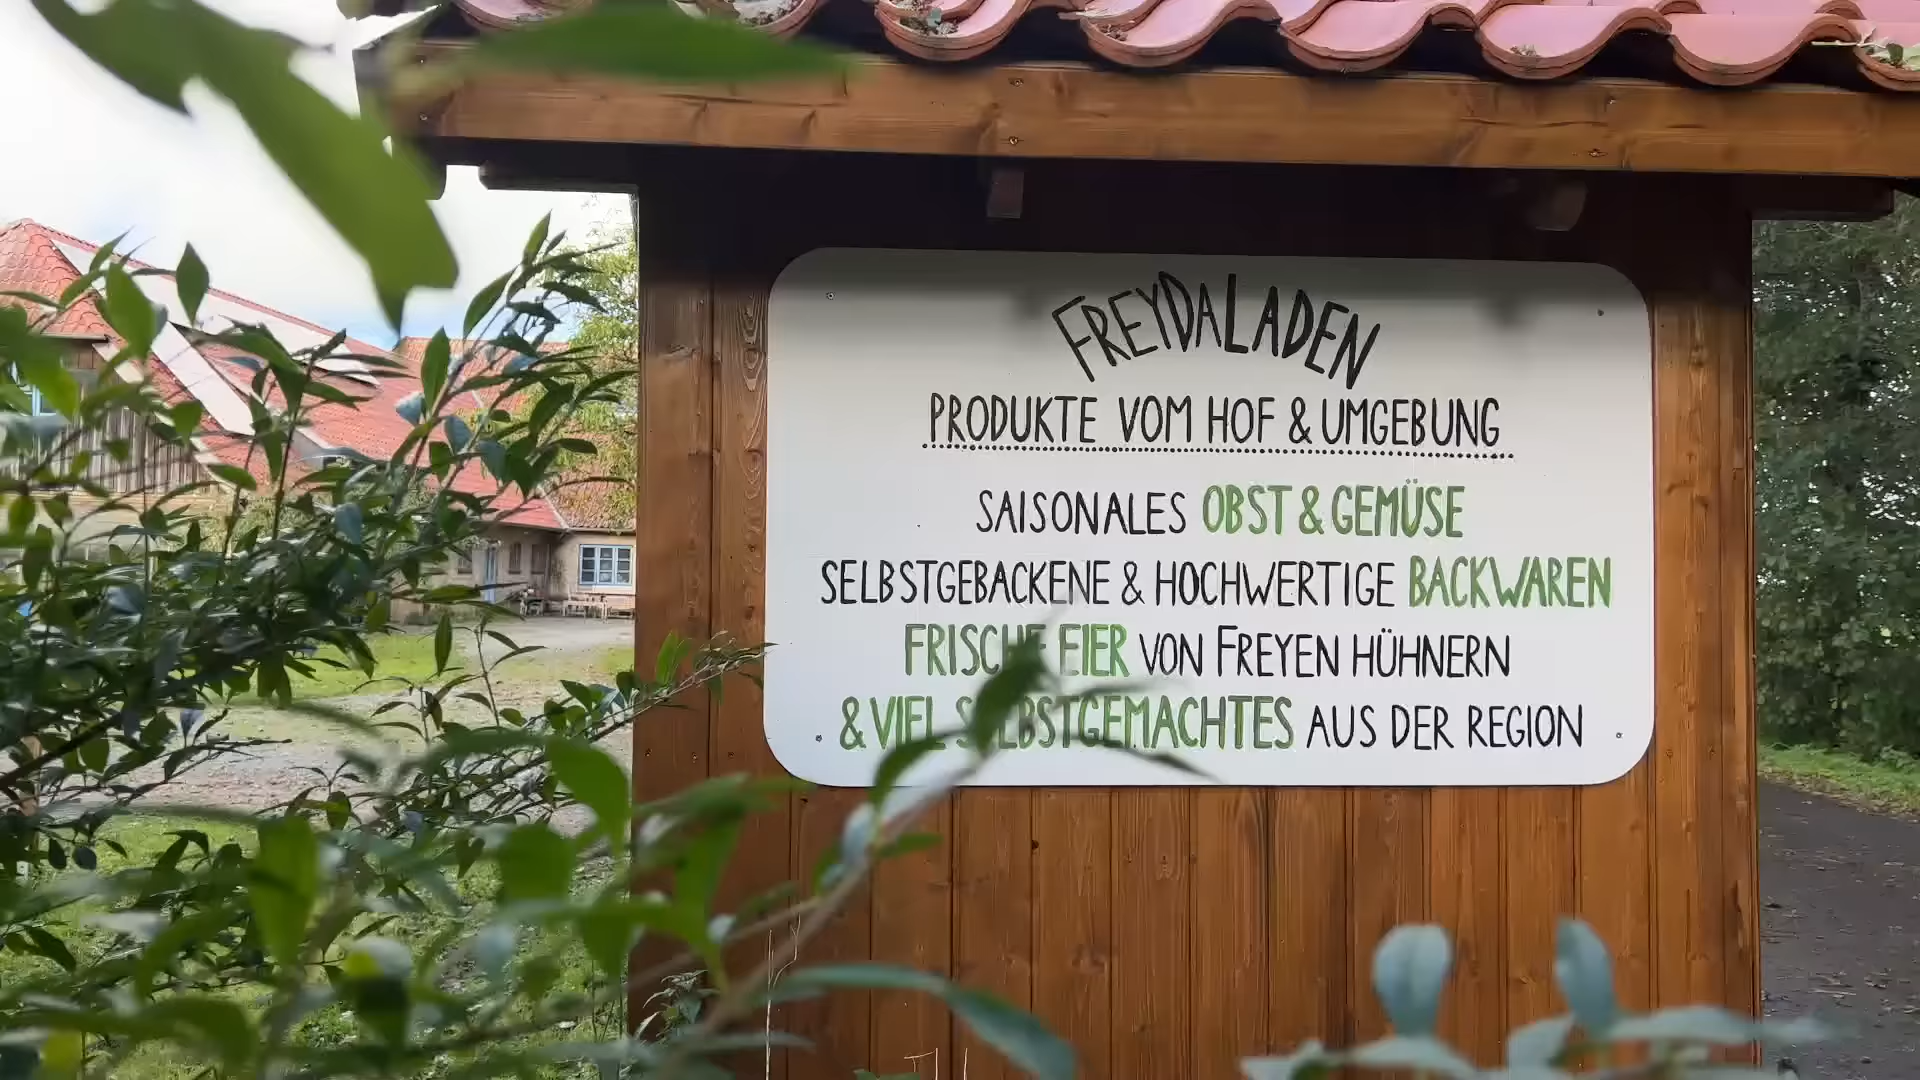 FREYDALADEN
PRODUKTE VOM HOF & UMGEBUNG
SAISONALES OBST & GEMÜSE
SELBSTGEBACKENE & HOCHWERTIGE BACKWAREN
FRISCHE EIER VON FREYEN HÜHNERN
& VIEL SELBSTGEMACHTES AUS DER REGION